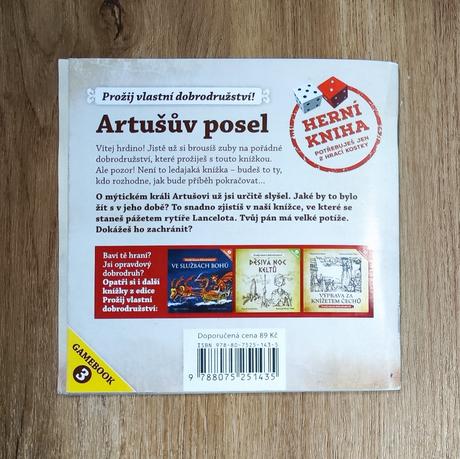 Prožij vlastní dobrodružství!
HERNÍ
KNIHA
POTŘEBUJEŠ JEN
2 HRACÍ KOSTKY
Artušův posel
Vítej hrdino! Jistě už si brousíš zuby na pořádné
dobrodružství, které prožiješ s touto knížkou.
Ale pozor! Není to ledajaká knížka – budeš to ty,
kdo rozhodne, jak bude příběh pokračovat...
O mýtickém králi Artušovi už jsi určitě slyšel. Jaké by to bylo
žít s v jeho době? To snadno zjistíš v naší knížce, ve které se
staneš pážetem rytíře Lancelota. Tvůj pán má velké potíže.
Dokážeš ho zachránit?
Baví tě hraní?
Jsi opravdový
dobrodruh?
Opatři si i další
knížky z edice
Prožij vlastní
dobrodružství:
VE SLUŽBÁCH BOHŮ
DĚSIVÁ NOC
KELTŮ
VÝPRAVA ZA
KNÍŽETEM ČECHŮ
Doporučená cena 89 Kč
ISBN 978-80-7525-143-5
9 788075 251435
GAMEBOOK
3